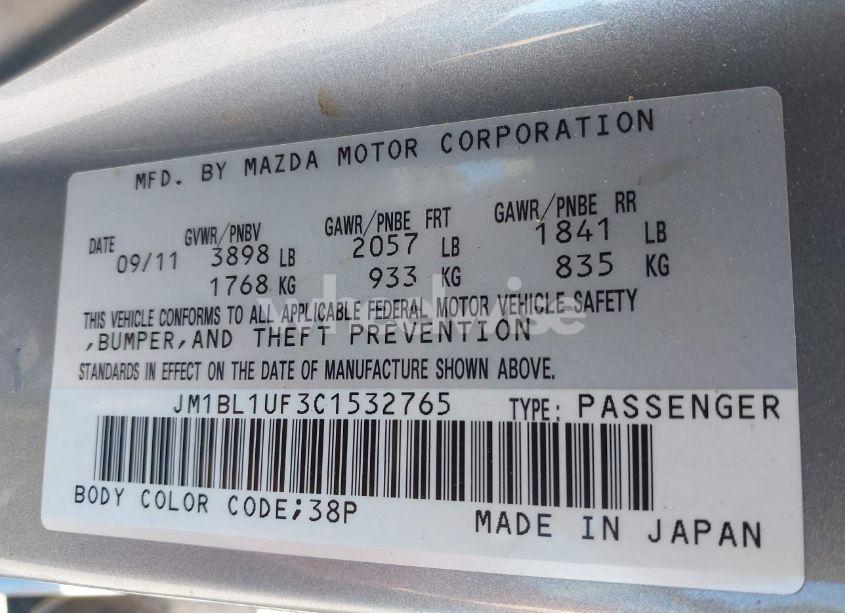 MFD. BY MAZDA MOTOR CORPORATION
DATE GVWR/PNBV GAWR/PNBE FRT GAWR/PNBE RR
09/11 3898 LB 2057 LB 1841 LB
1768 KG 933 KG 835 KG
THIS VEHICLE CONFORMS TO ALL APPLICABLE FEDERAL MOTOR VEHICLE SAFETY
,BUMPER,AND THEFT PREVENTION
STANDARDS IN EFFECT ON THE DATE OF MANUFACTURE SHOWN ABOVE.
JM1BL1UF3C1532765 TYPE: PASSENGER
BODY COLOR CODE;38P
MADE IN JAPAN